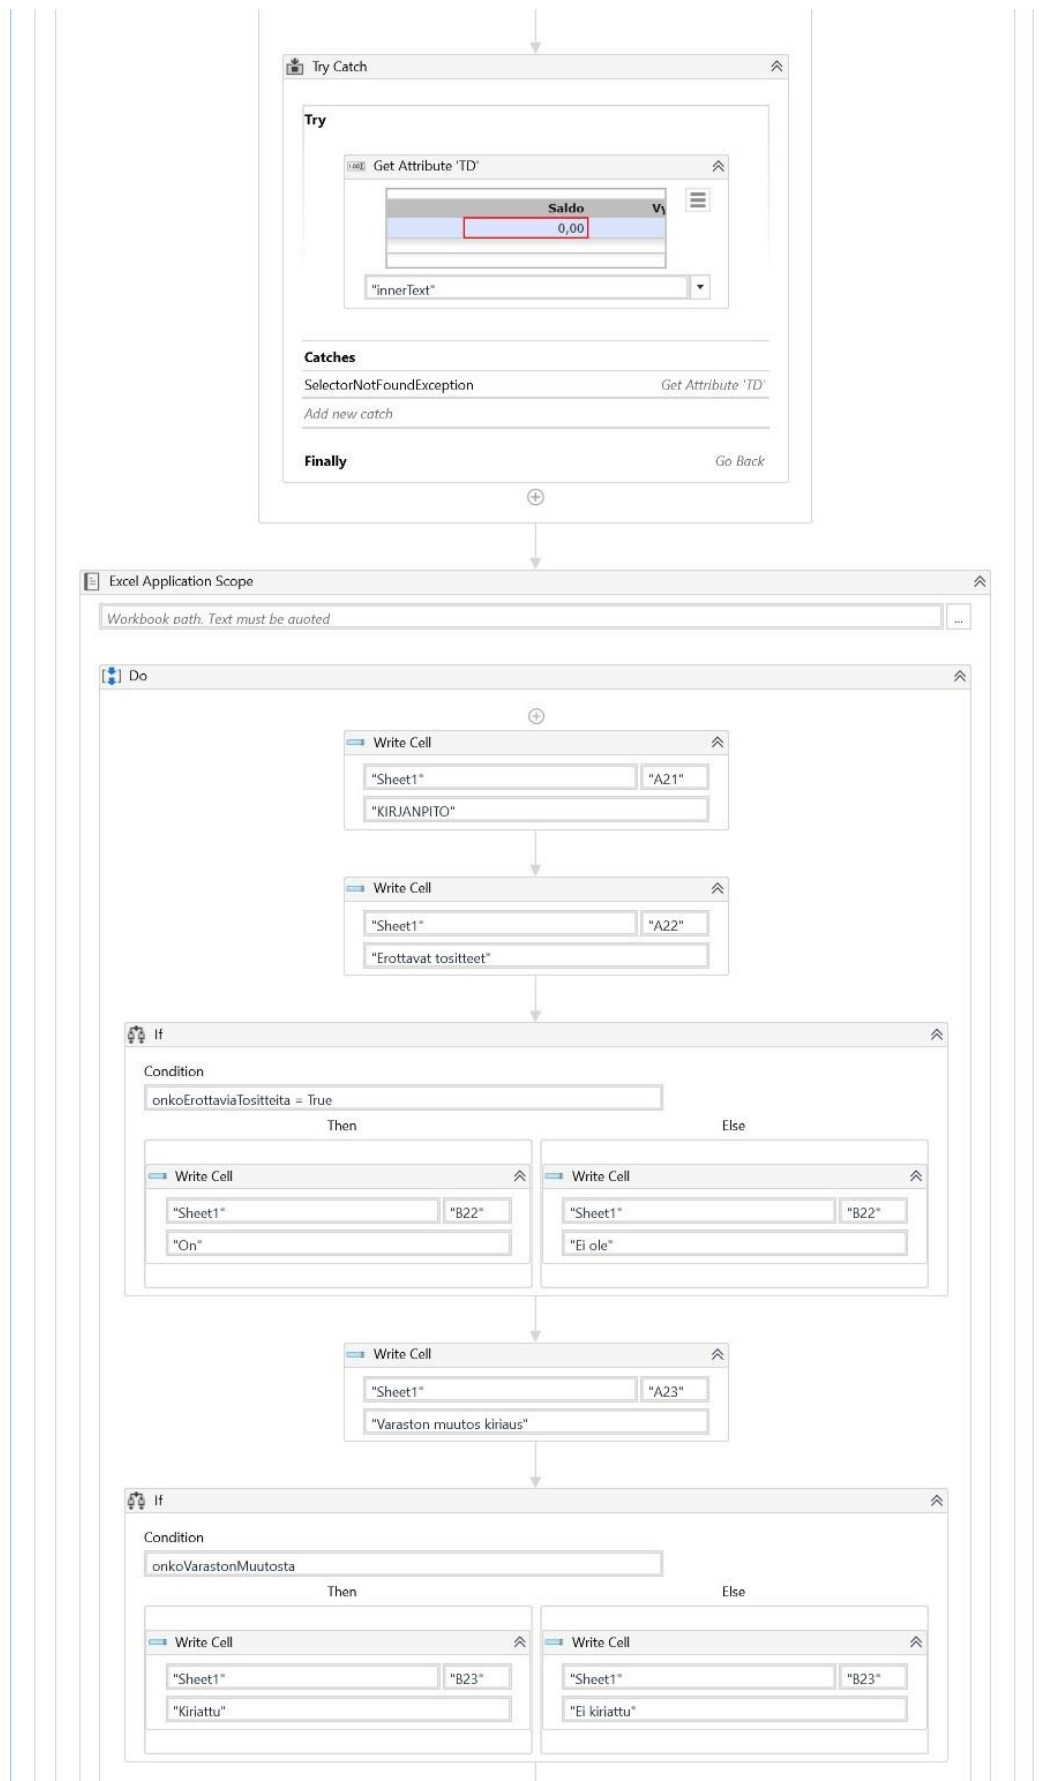 Try Catch
Try
Get Attribute 'TD'
Saldo Vy
0,00
"innerText"
Catches
SelectorNotFoundException Get Attribute 'TD'
Add new catch
Finally Go Back
Excel Application Scope
Workbook path. Text must be quoted ...
Do
Write Cell
"Sheet1" "A21"
"KIRJANPITO"
Write Cell
"Sheet1" "A22"
"Erottavat tositteet"
If
Condition
onkoErottaviaTositteita = True
Then Else
Write Cell Write Cell
"Sheet1" "B22" "Sheet1" "B22"
"On" "Ei ole"
Write Cell
"Sheet1" "A23"
"Varaston muutos kirjaus"
If
Condition
onkoVarastonMuutosta
Then Else
Write Cell Write Cell
"Sheet1" "B23" "Sheet1" "B23"
"Kirjattu" "Ei kirjattu"